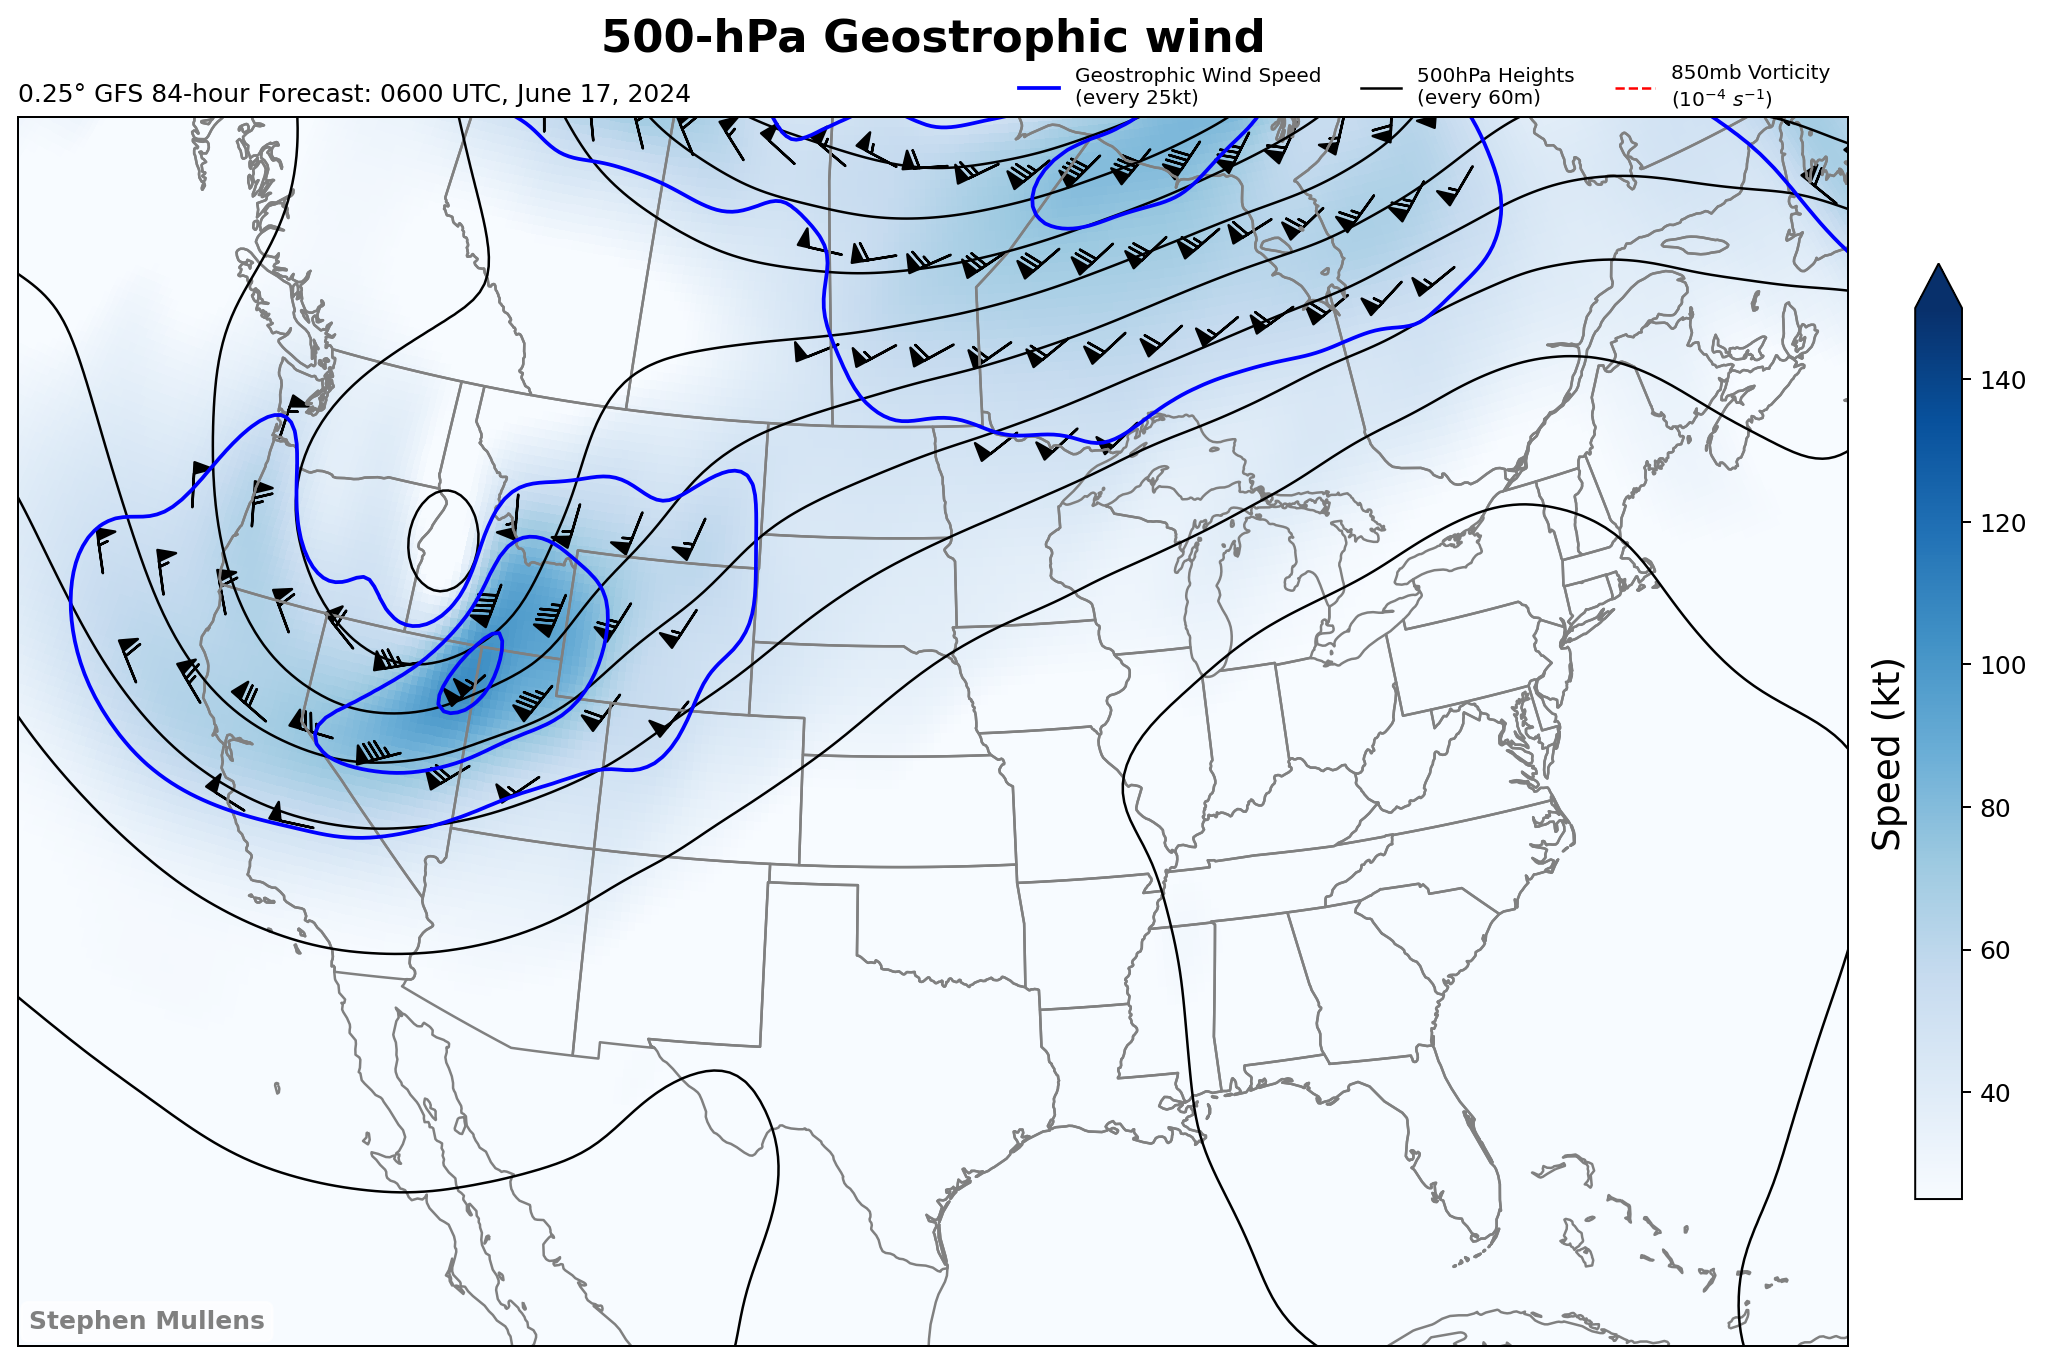 500-hPa Geostrophic wind
0.25° GFS 84-hour Forecast: 0600 UTC, June 17, 2024
Geostrophic Wind Speed
(every 25kt)
500hPa Heights
(every 60m)
850mb Vorticity
(10⁻⁴ s⁻¹)
140
120
100
80
60
40
Speed (kt)
Stephen Mullens